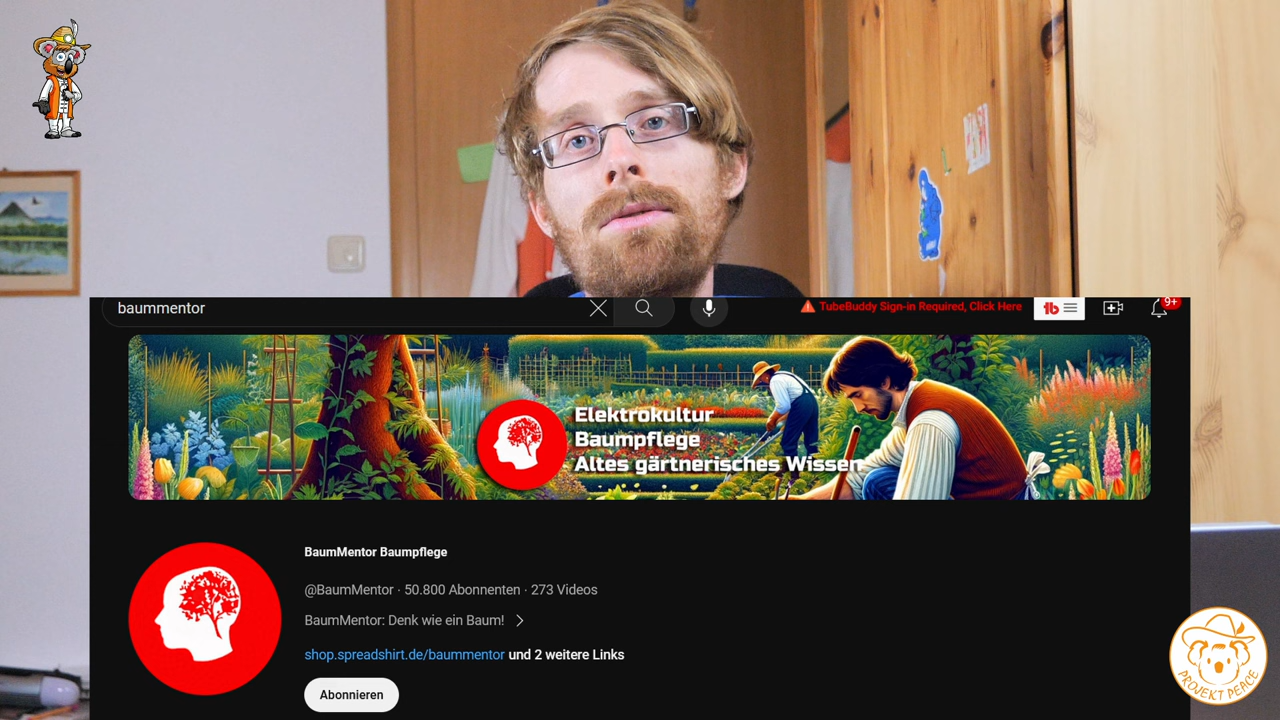 baummentor
TubeBuddy Sign-in Required, Click Here
9+
Elektrokultur
Baumpflege
Altes gärtnerisches Wissen
BaumMentor Baumpflege
@BaumMentor · 50.800 Abonnenten · 273 Videos
BaumMentor: Denk wie ein Baum!
shop.spreadshirt.de/baummentor und 2 weitere Links
Abonnieren
PROJEKT PEACE